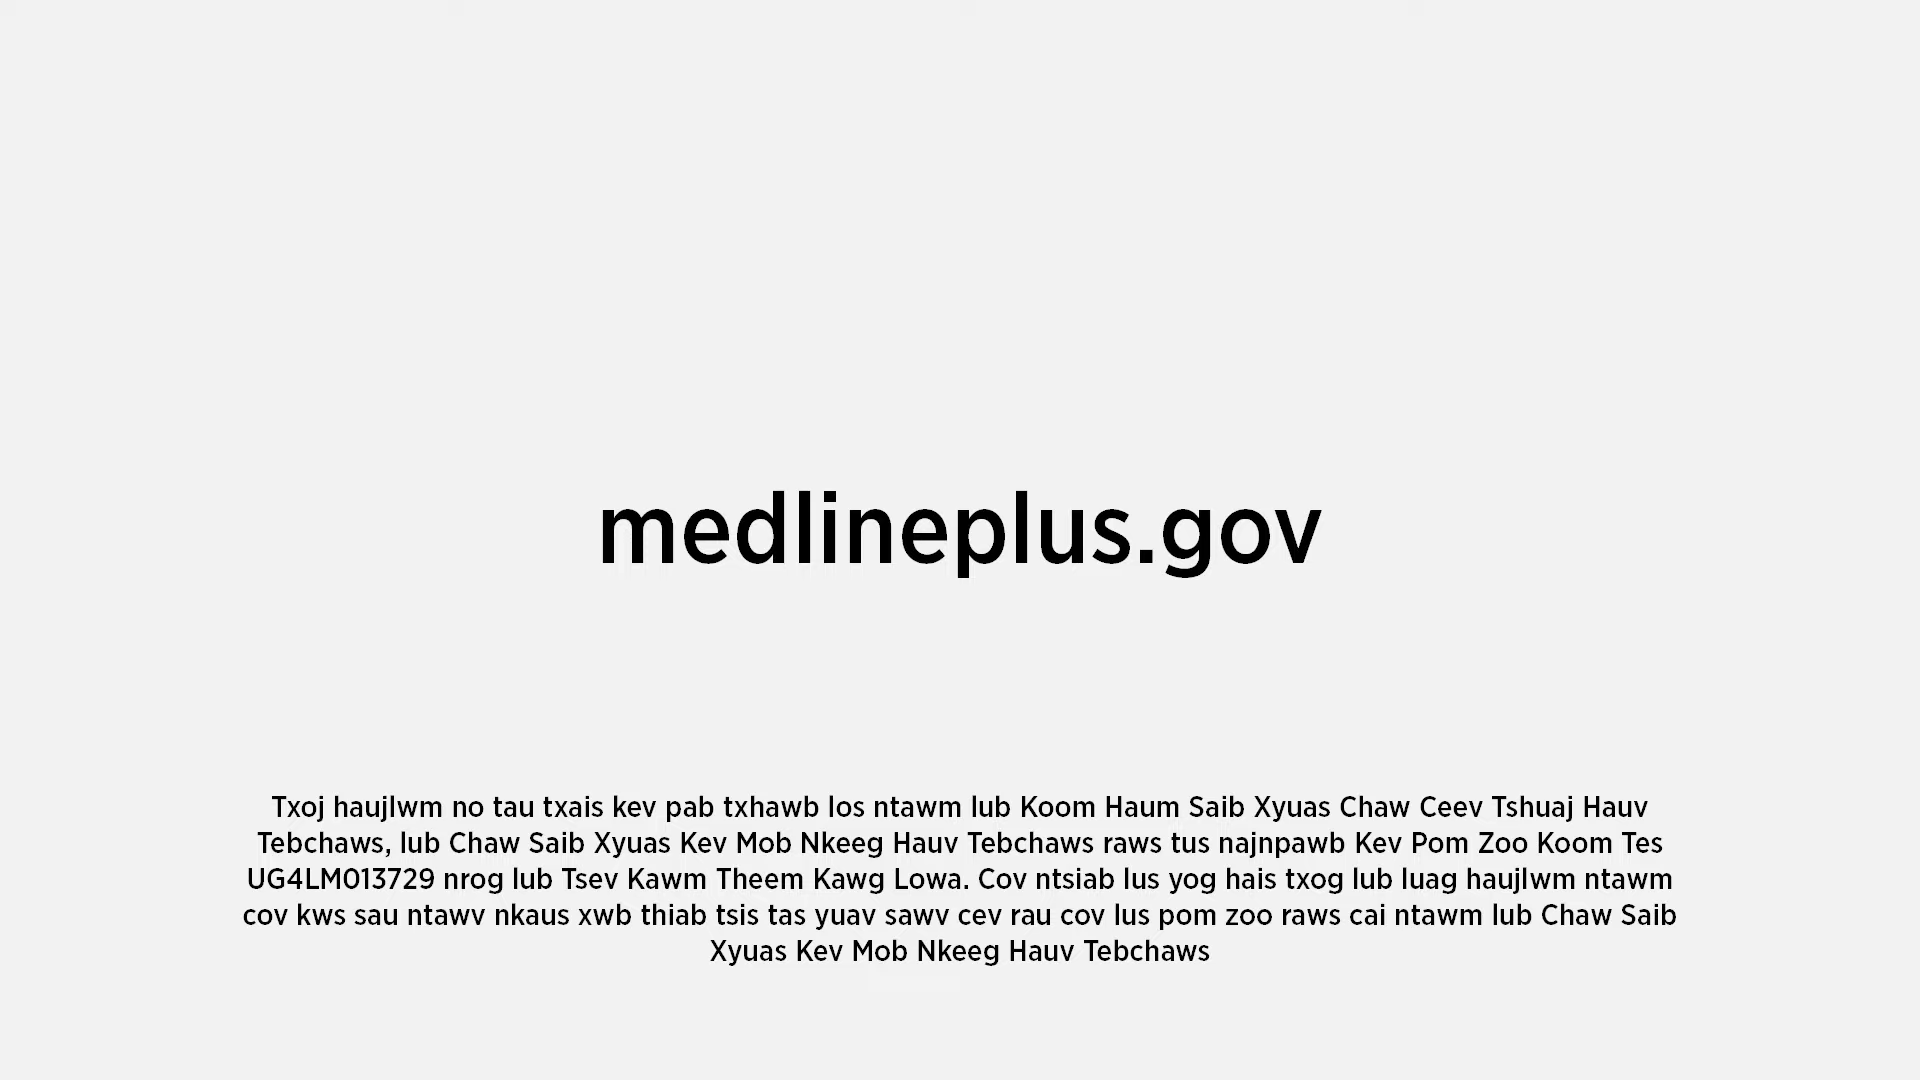 medlineplus.gov
Txoj haujlwm no tau txais kev pab txhawb los ntawm lub Koom Haum Saib Xyuas Chaw Ceev Tshuaj Hauv
Tebchaws, lub Chaw Saib Xyuas Kev Mob Nkeeg Hauv Tebchaws raws tus najnpawb Kev Pom Zoo Koom Tes
UG4LM013729 nrog lub Tsev Kawm Theem Kawg Lowa. Cov ntsiab lus yog hais txog lub luag haujlwm ntawm
cov kws sau ntawv nkaus xwb thiab tsis tas yuav sawv cev rau cov lus pom zoo raws cai ntawm lub Chaw Saib
Xyuas Kev Mob Nkeeg Hauv Tebchaws